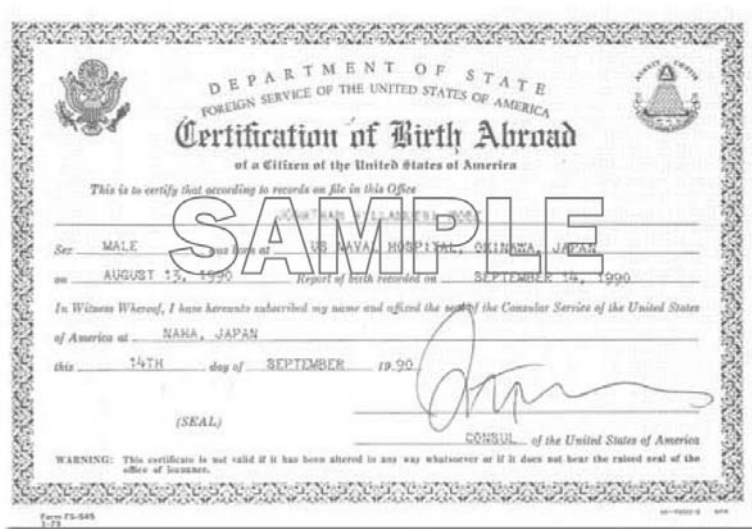 DEPARTMENT OF STATE
FOREIGN SERVICE OF THE UNITED STATES OF AMERICA
ANNUIT CŒPTIS
Certification of Birth Abroad
of a Citizen of the United States of America
This is to certify that according to records on file in this Office
JONATHAN
SAMPLE
Sex MALE was born at US NAVAL HOSPITAL, OKINAWA, JAPAN
on AUGUST 13, 1990 Report of birth recorded on SEPTEMBER 14, 1990
In Witness Whereof, I have hereunto subscribed my name and affixed the seal of the Consular Service of the United States
of America at NAHA, JAPAN
this 14TH day of SEPTEMBER 19 90
(SEAL)
CONSUL of the United States of America
WARNING: This certificate is not valid if it has been altered in any way whatsoever or if it does not bear the raised seal of the
office of issuance.
Form FS-545